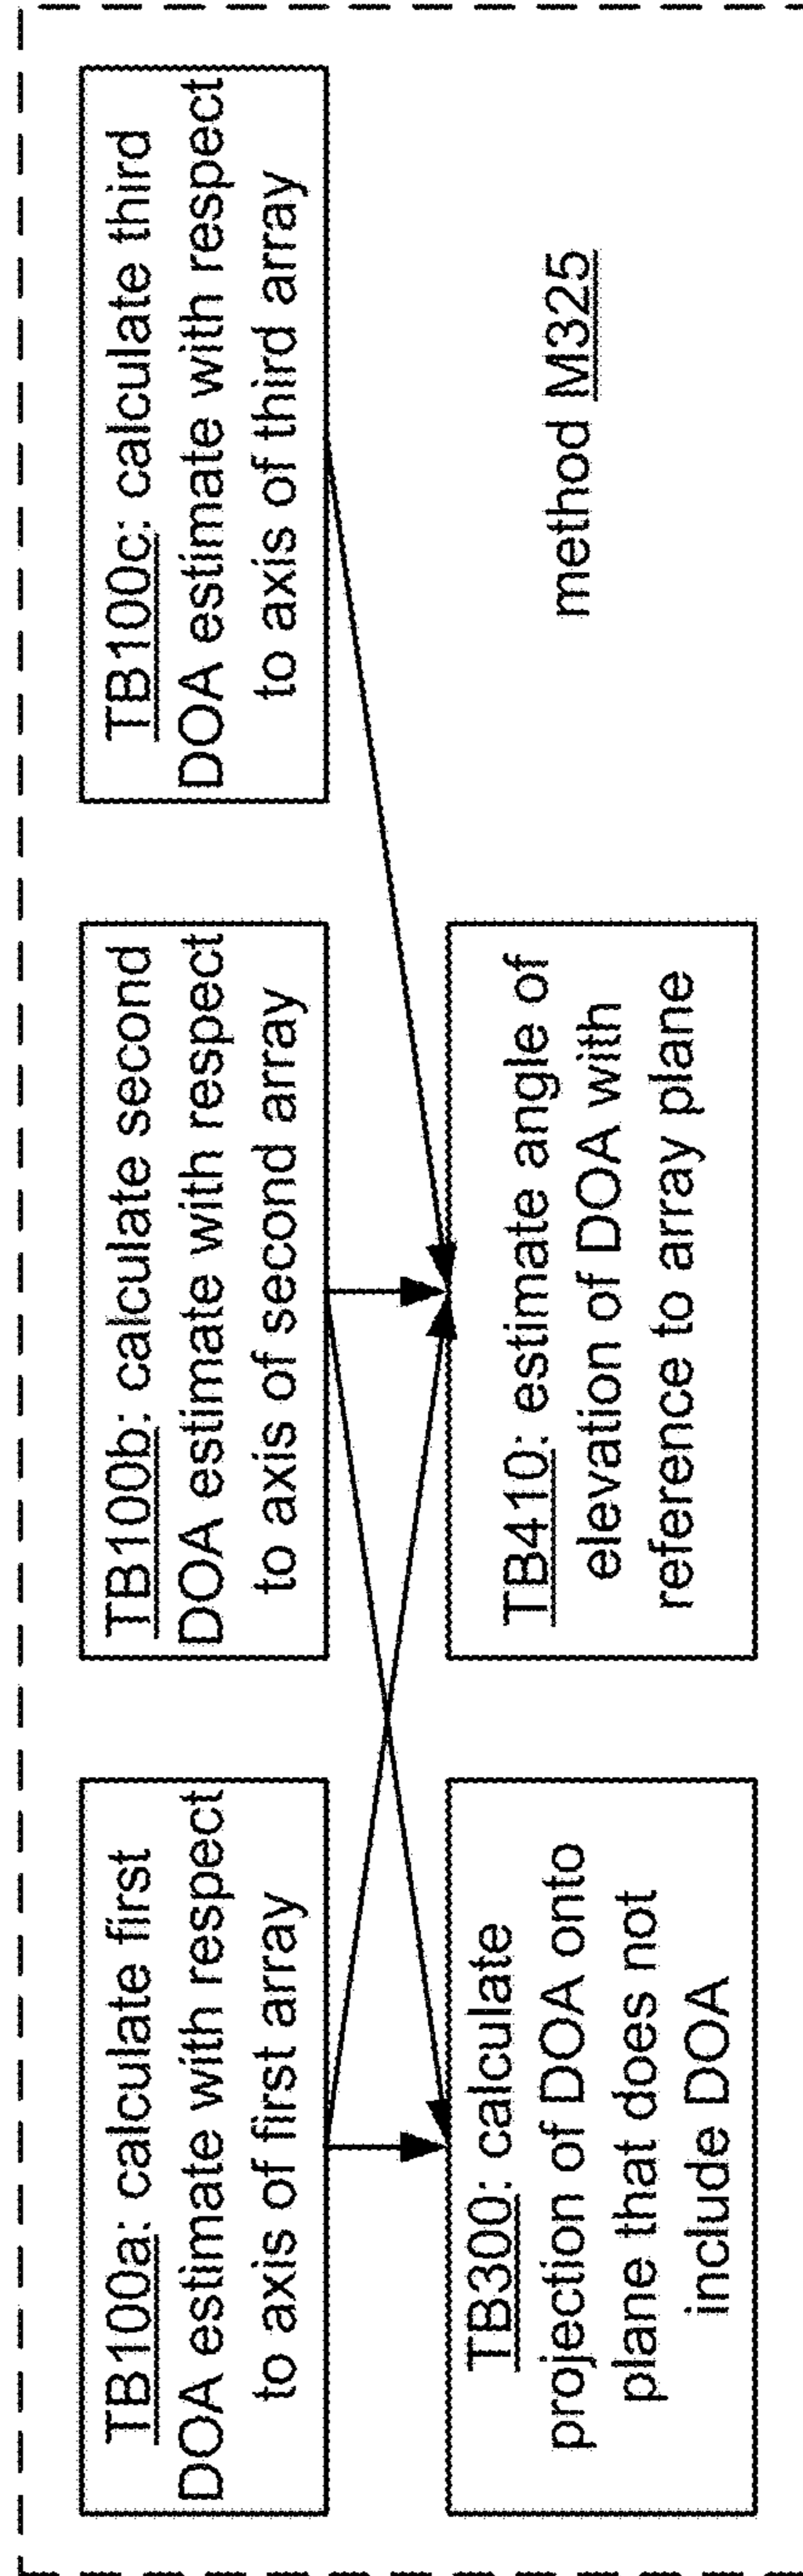 TB100a: calculate first
DOA estimate with respect
to axis of first array
TB100b: calculate second
DOA estimate with respect
to axis of second array
TB100c: calculate third
DOA estimate with respect
to axis of third array
TB300: calculate
projection of DOA onto
plane that does not
include DOA
TB410: estimate angle of
elevation of DOA with
reference to array plane
method M325